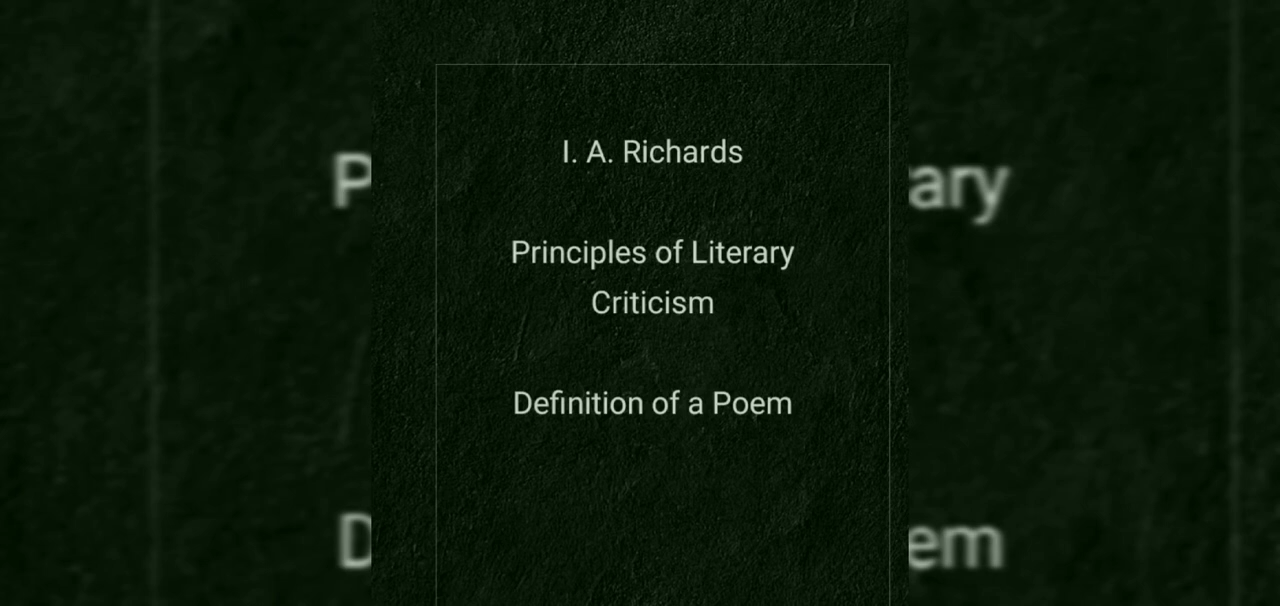 I. A. Richards
Principles of Literary
Criticism
Definition of a Poem